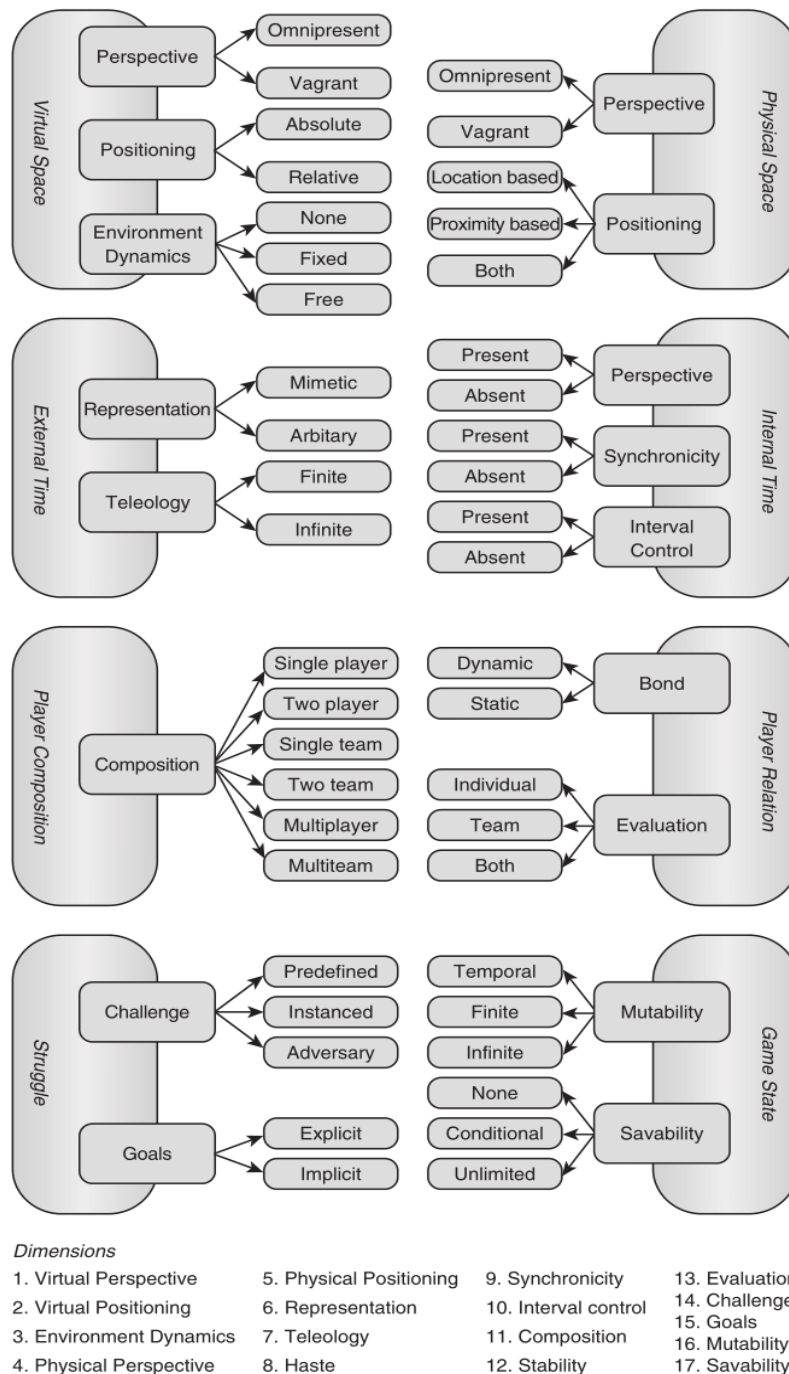 Virtual Space
Perspective
Omnipresent
Vagrant
Positioning
Absolute
Relative
Environment
Dynamics
None
Fixed
Free
Physical Space
Perspective
Omnipresent
Vagrant
Positioning
Location based
Proximity based
Both
External Time
Representation
Mimetic
Arbitary
Teleology
Finite
Infinite
Internal Time
Perspective
Present
Absent
Synchronicity
Present
Absent
Interval
Control
Present
Absent
Player Composition
Composition
Single player
Two player
Single team
Two team
Multiplayer
Multiteam
Player Relation
Bond
Dynamic
Static
Evaluation
Individual
Team
Both
Struggle
Challenge
Predefined
Instanced
Adversary
Goals
Explicit
Implicit
Game State
Mutability
Temporal
Finite
Infinite
Savability
None
Conditional
Unlimited
Dimensions
1. Virtual Perspective
2. Virtual Positioning
3. Environment Dynamics
4. Physical Perspective
5. Physical Positioning
6. Representation
7. Teleology
8. Haste
9. Synchronicity
10. Interval control
11. Composition
12. Stability
13. Evaluation
14. Challenge
15. Goals
16. Mutability
17. Savability